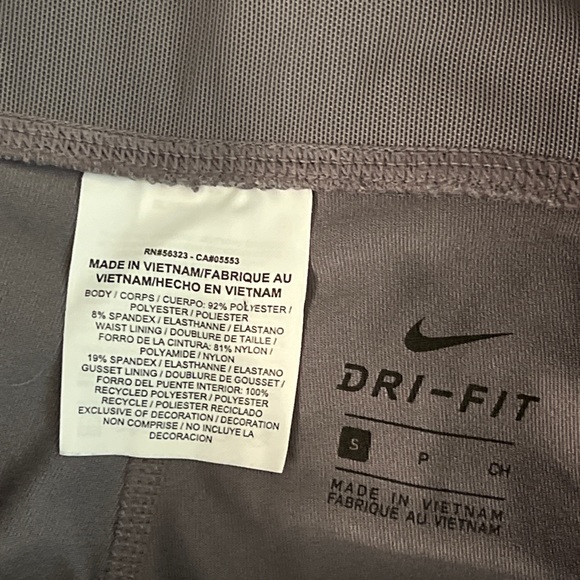 RN#56323 - CA#05553
MADE IN VIETNAM/FABRIQUE AU
VIETNAM/HECHO EN VIETNAM
BODY / CORPS / CUERPO: 92% POLYESTER /
POLYESTER / POLIESTER
8% SPANDEX / ELASTHANNE / ELASTANO
WAIST LINING / DOUBLURE DE TAILLE /
FORRO DE LA CINTURA: 81% NYLON /
POLYAMIDE / NYLON
19% SPANDEX / ELASTHANNE / ELASTANO
GUSSET LINING / DOUBLURE DE GOUSSET /
FORRO DEL PUENTE INTERIOR: 100%
RECYCLED POLYESTER / POLYESTER
RECYCLE / POLIESTER RECICLADO
EXCLUSIVE OF DECORATION / DECORATION
NON COMPRISE / NO INCLUYE LA
DECORACION
DRI-FIT
S P CH
MADE IN VIETNAM
FABRIQUE AU VIETNAM